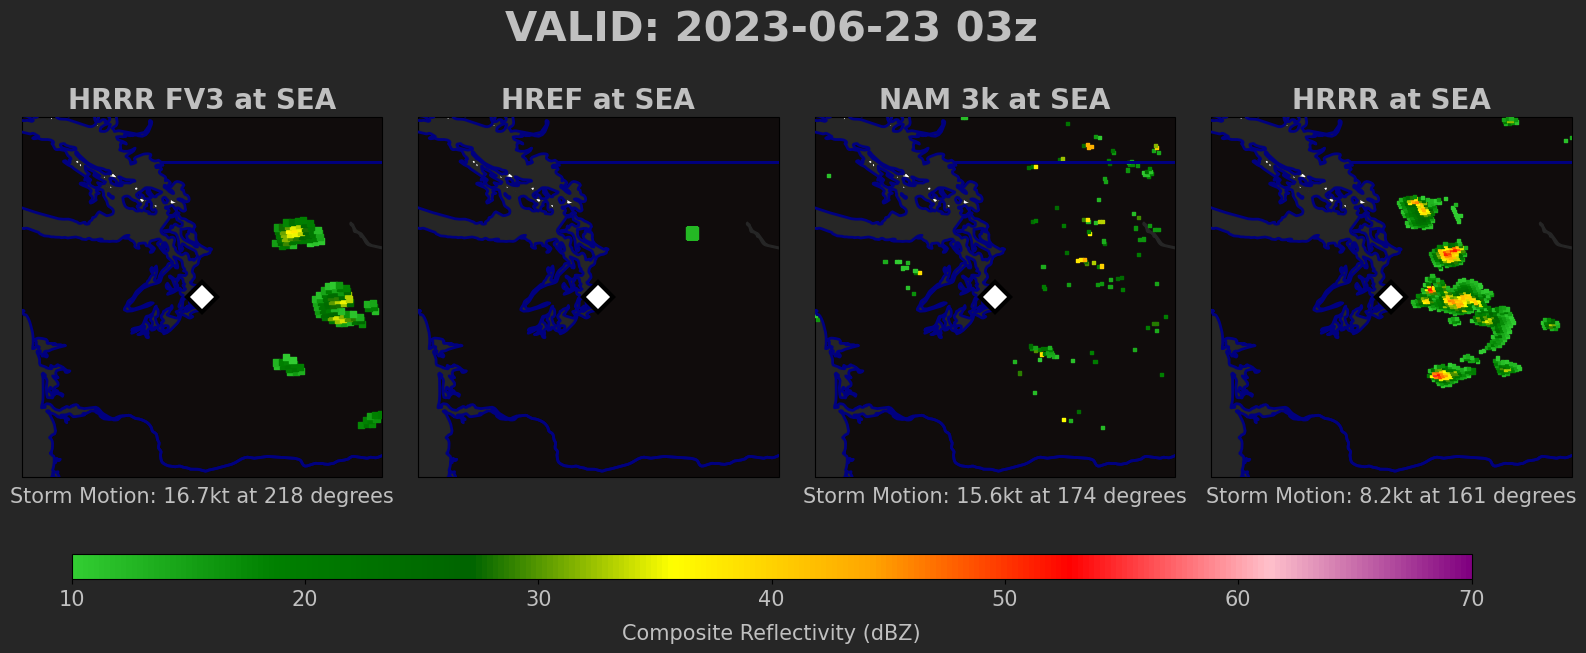 VALID: 2023-06-23 03z
HRRR FV3 at SEA
HREF at SEA
NAM 3k at SEA
HRRR at SEA
Storm Motion: 16.7kt at 218 degrees
Storm Motion: 15.6kt at 174 degrees
Storm Motion: 8.2kt at 161 degrees
10 20 30 40 50 60 70
Composite Reflectivity (dBZ)